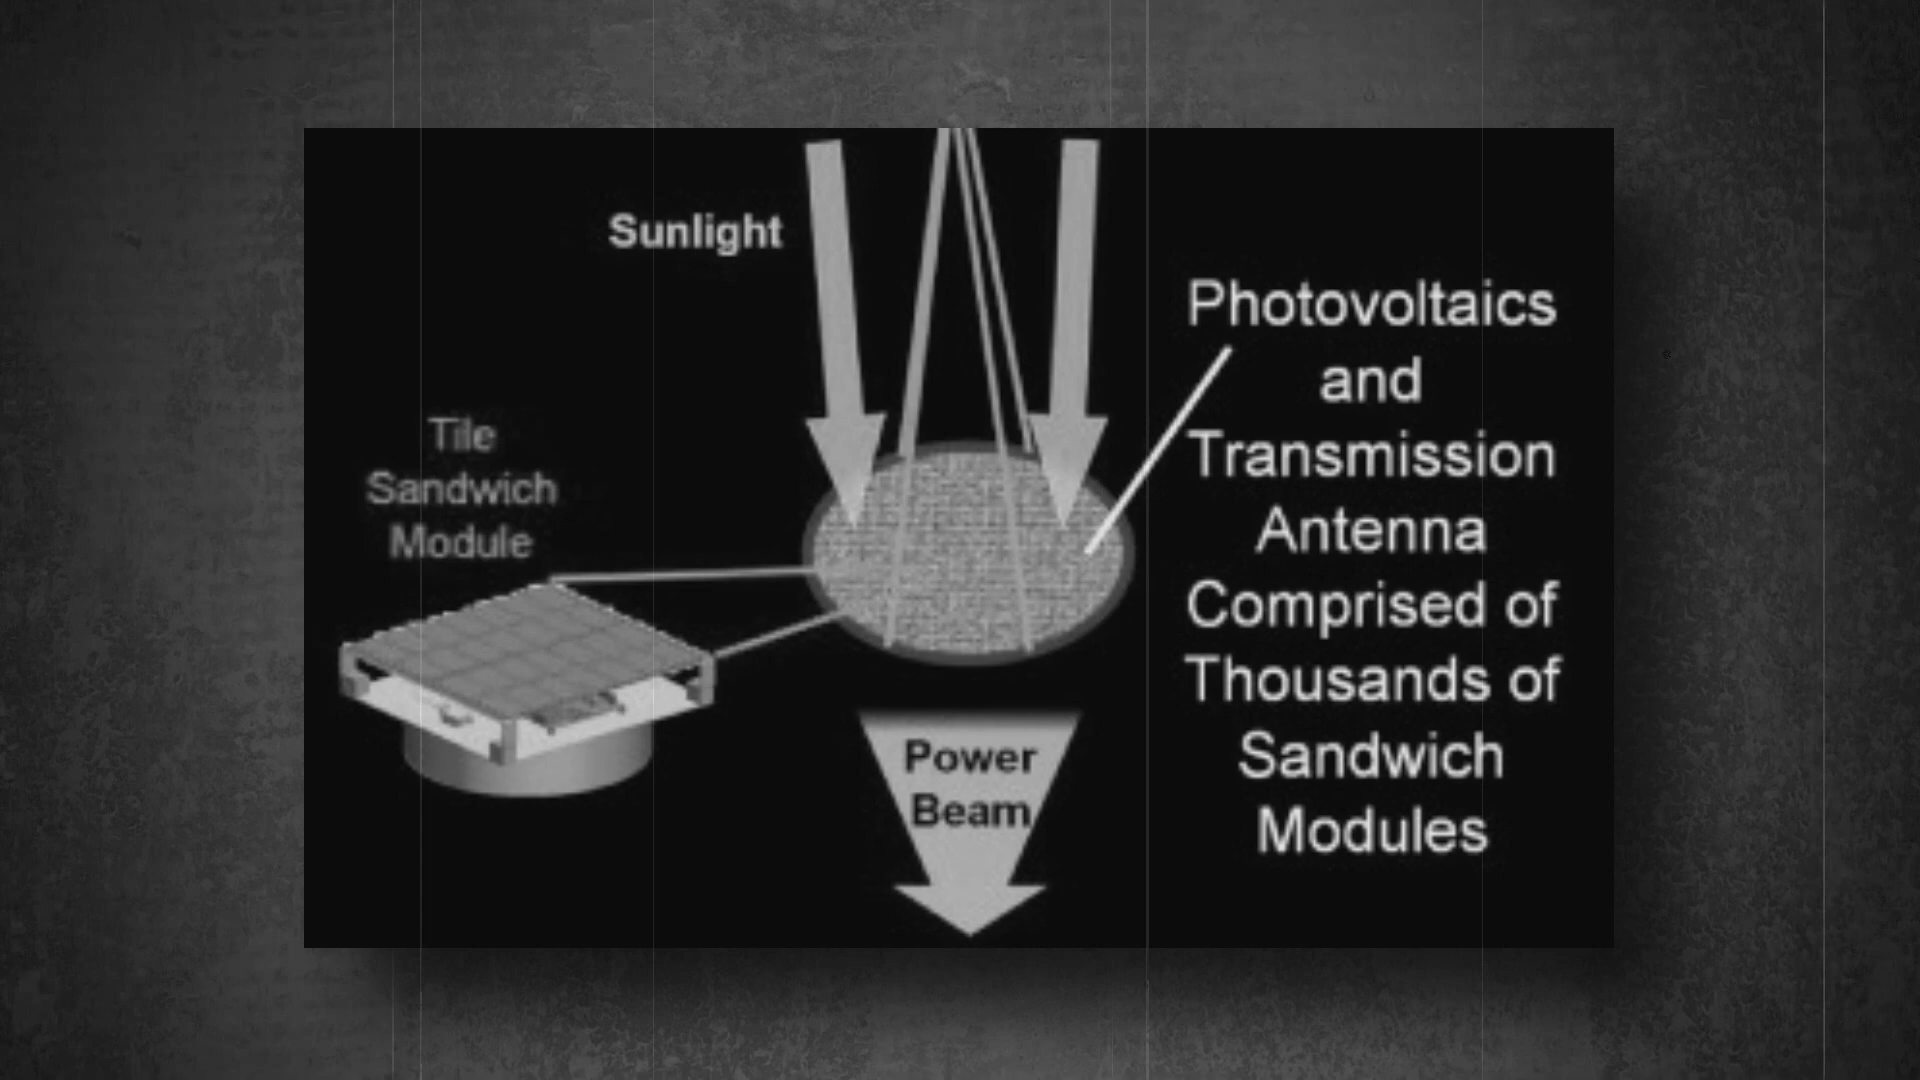 Sunlight
Tile
Sandwich
Module
Photovoltaics
and
Transmission
Antenna
Comprised of
Thousands of
Sandwich
Modules
Power
Beam